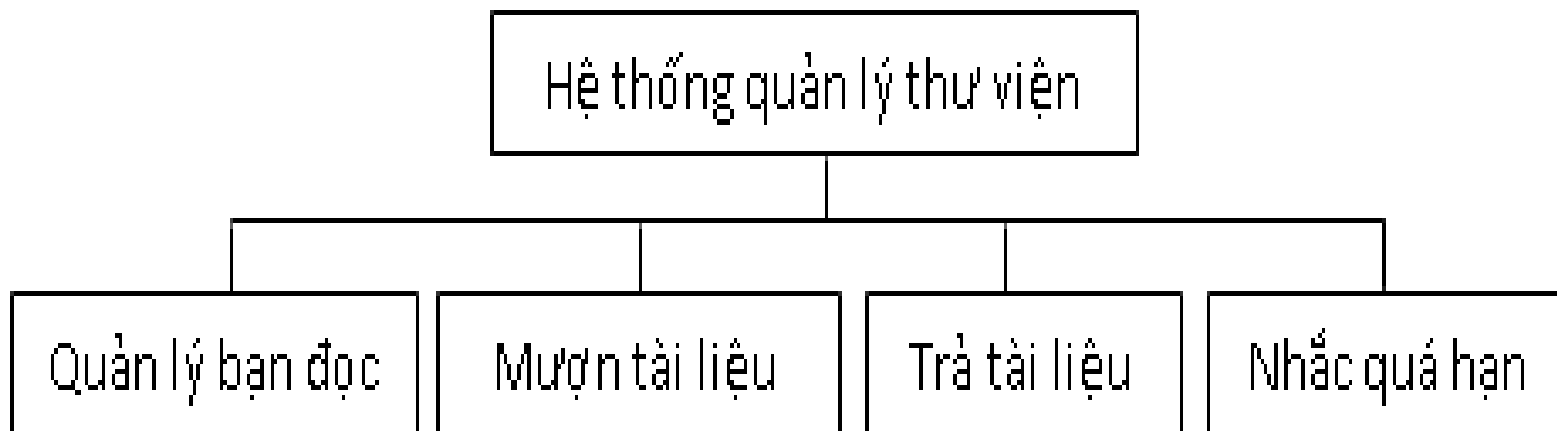 Hệ thống quản lý thư viện
Quản lý bạn đọc
Mượn tài liệu
Trả tài liệu
Nhắc quá hạn